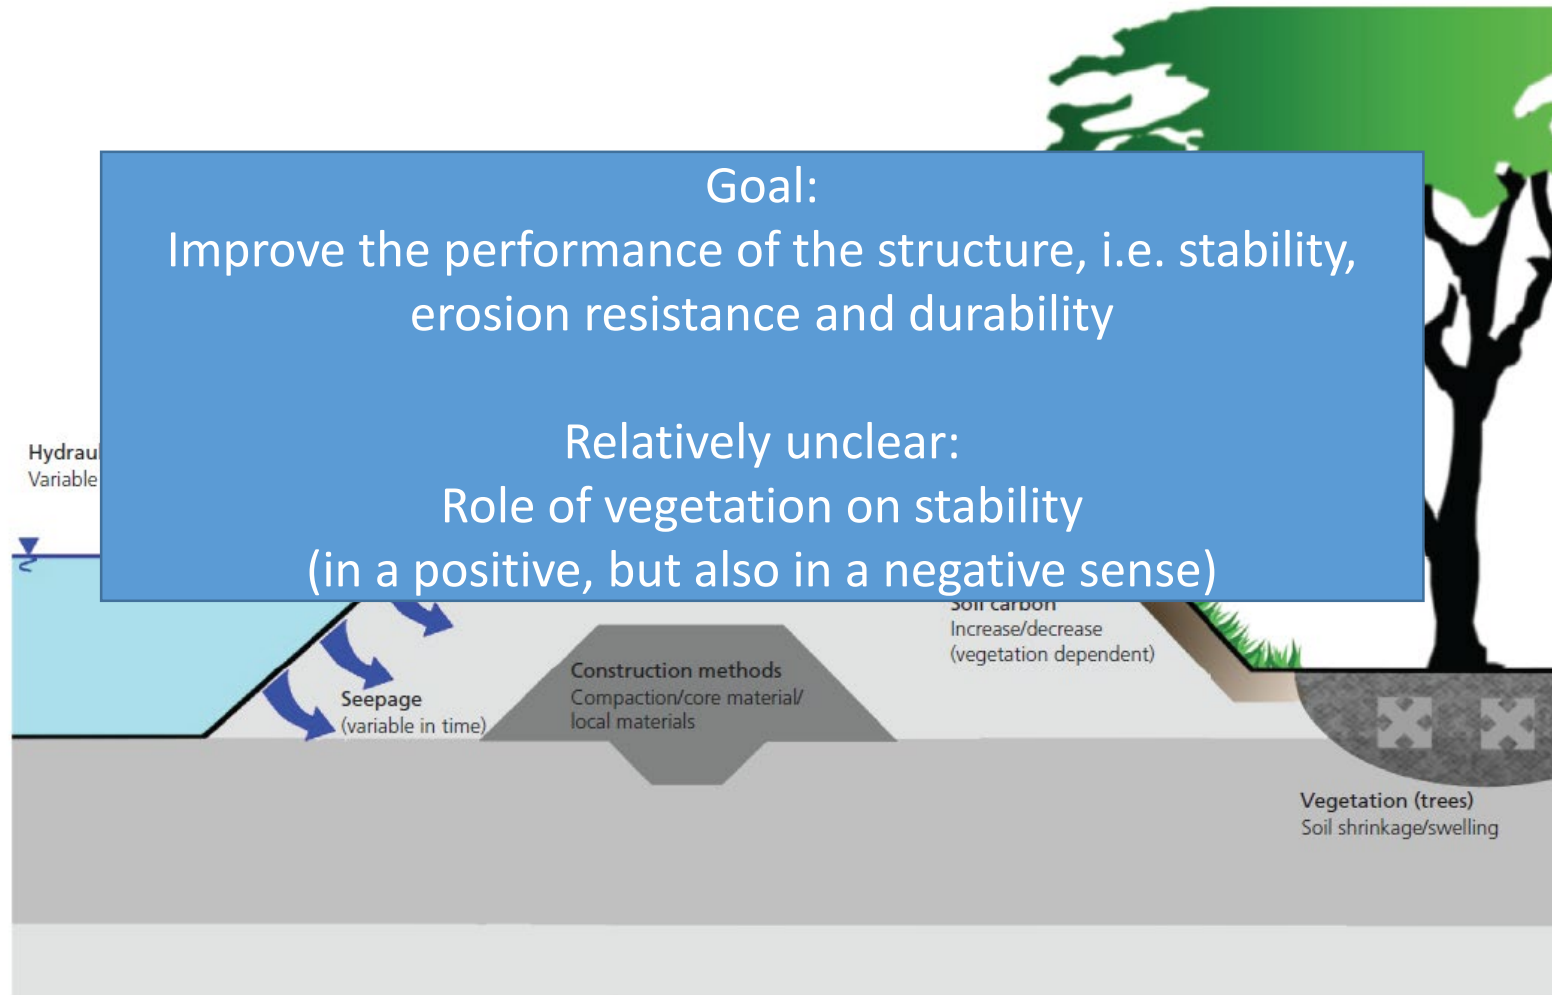 Goal:
Improve the performance of the structure, i.e. stability,
erosion resistance and durability
Relatively unclear:
Role of vegetation on stability
(in a positive, but also in a negative sense)
Variable
Soil carbon
Increase/decrease
(vegetation dependent)
Construction methods
Compaction/core material/
local materials
Seepage
(variable in time)
Vegetation (trees)
Soil shrinkage/swelling